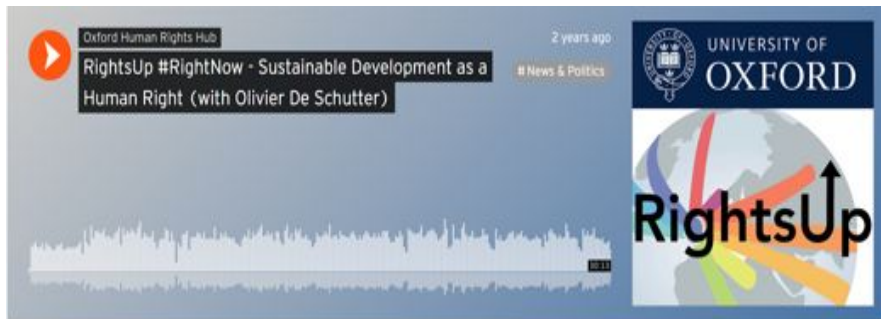 Oxford Human Rights Hub
2 years ago
RightsUp #RightNow - Sustainable Development as a
Human Right (with Olivier De Schutter)
# News & Politics
UNIVERSITY OF
OXFORD
RightsUp